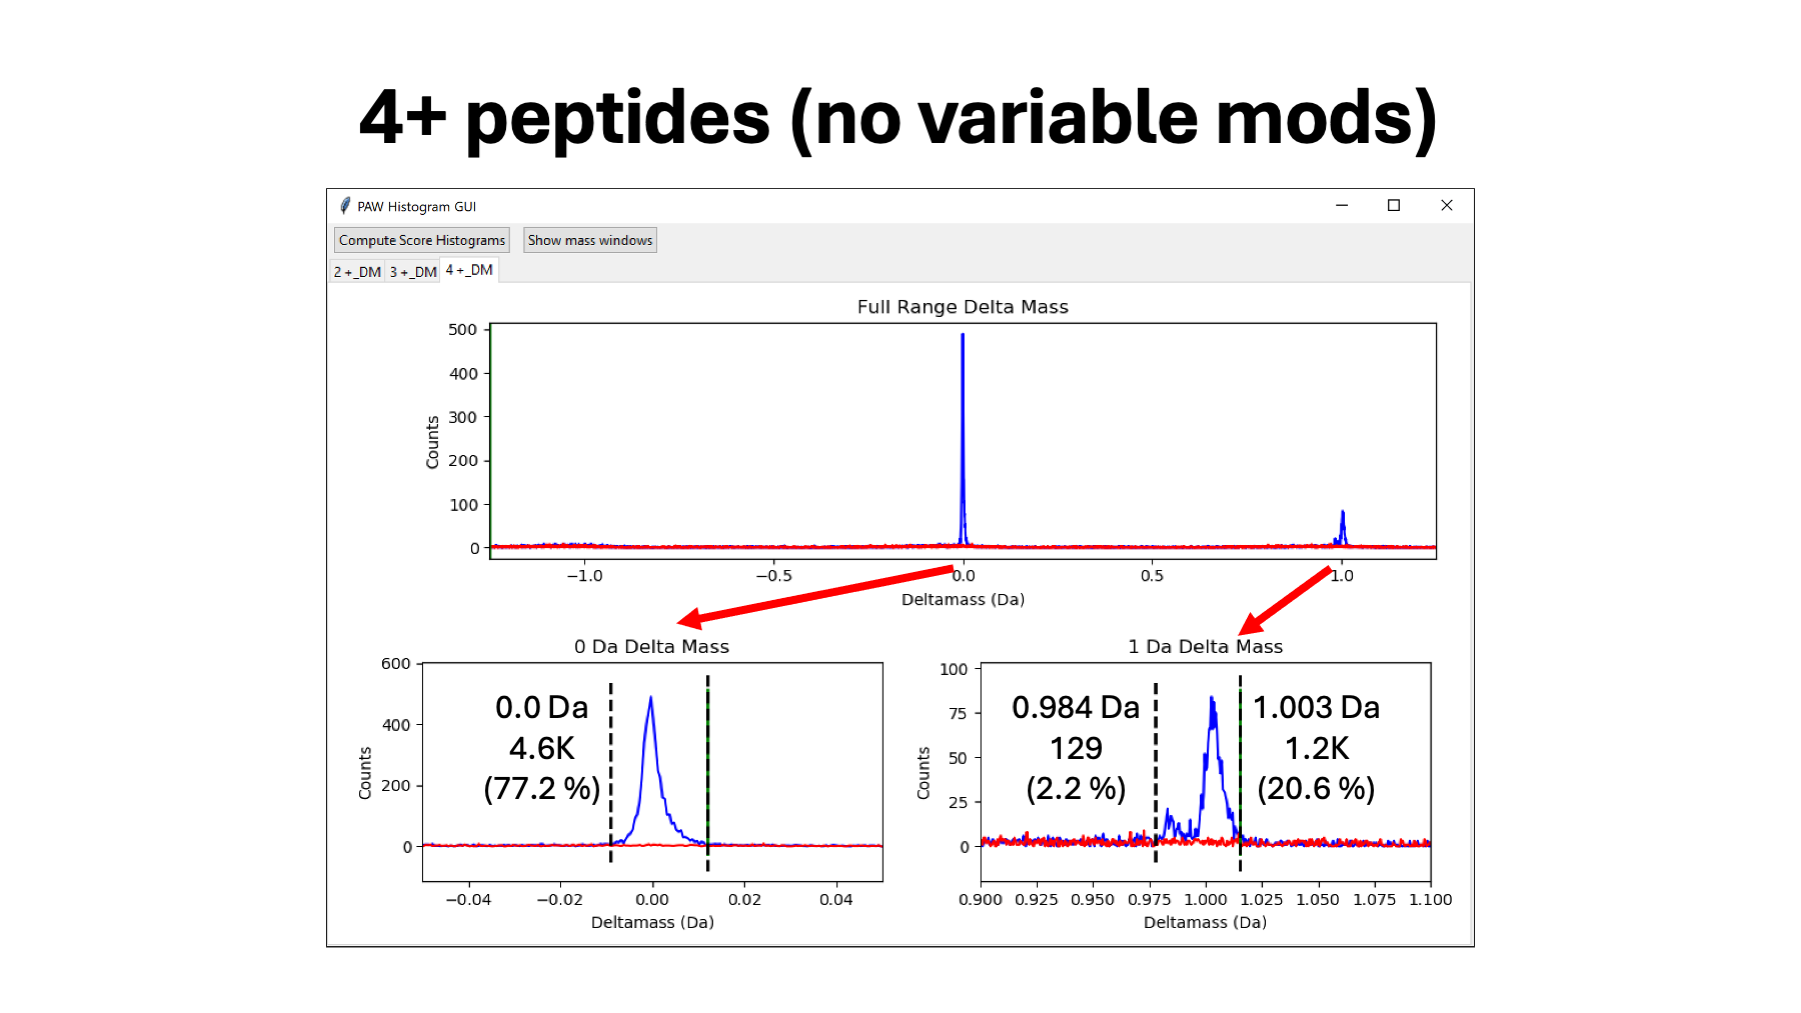 4+ peptides (no variable mods)
PAW Histogram GUI
Compute Score Histograms
Show mass windows
2 +_DM
3 +_DM
4 +_DM
Full Range Delta Mass
500
400
300
200
100
0
Counts
−1.0
−0.5
0.0
0.5
1.0
Deltamass (Da)
0 Da Delta Mass
600
400
200
0
Counts
0.0 Da
4.6K
(77.2 %)
−0.04
−0.02
0.00
0.02
0.04
Deltamass (Da)
1 Da Delta Mass
100
75
50
25
0
Counts
0.984 Da
129
(2.2 %)
1.003 Da
1.2K
(20.6 %)
0.900
0.925
0.950
0.975
1.000
1.025
1.050
1.075
1.100
Deltamass (Da)